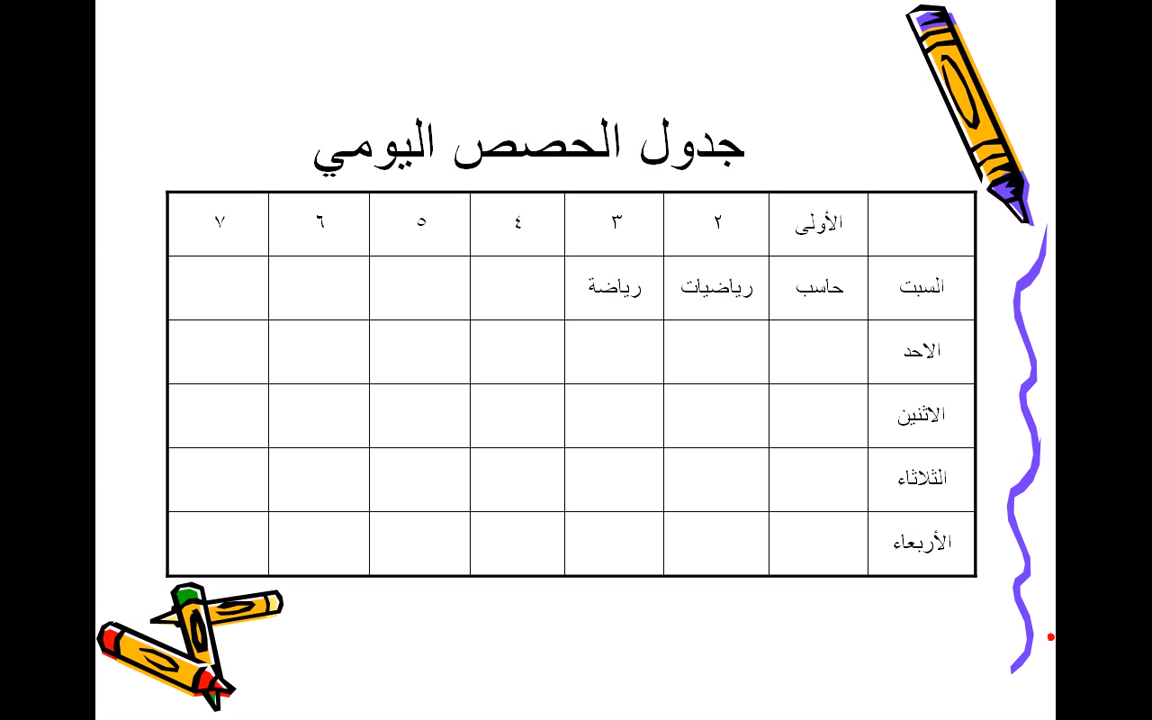 جدول الحصص اليومي
الأولى ٢ ٣ ٤ ٥ ٦ ٧
السبت حاسب رياضيات رياضة
الاحد
الاثنين
الثلاثاء
الأربعاء